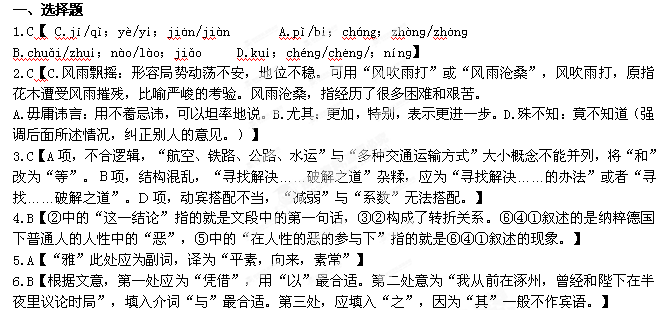 一、选择题
1.C【 C.jī/qì；yè/yì；jiān/jiàn A.pī/bì；cháng；zhòng/zhòng
B.chuǎi/zhuì；nào/lào；jiǎo D.kuì；chéng/chèng/；níng】
2.C【C.风雨飘摇：形容局势动荡不安，地位不稳。可用“风吹雨打”或“风雨沧桑”，风吹雨打，原指
花木遭受风雨摧残，比喻严峻的考验。风雨沧桑，指经历了很多困难和艰苦。
A.毋庸讳言：用不着忌讳，可以坦率地说。B.尤其：更加，特别，表示更进一步。D.殊不知：竟不知道（强
调后面所述情况，纠正别人的意见。）】
3.C【A项，不合逻辑，“航空、铁路、公路、水运”与“多种交通运输方式”大小概念不能并列，将“和”
改为“等”。 B项，结构混乱，“寻找解决……破解之道”杂糅，应为“寻找解决……的办法”或者“寻
找……破解之道”。D项，动宾搭配不当，“减弱”与“系数”无法搭配。】
4.B【②中的“这一结论”指的就是文段中的第一句话，③②构成了转折关系。⑥④①叙述的是纳粹德国
下普通人的人性中的“恶”，⑤中的“在人性的恶的参与下”指的就是⑥④①叙述的现象。】
5.A【“雅”此处应为副词，译为“平素，向来，素常”】
6.B【根据文意，第一处应为“凭借”，用“以”最合适。第二处意为“我从前在涿州，曾经和陛下在半
夜里议论时局”，填入介词“与”最合适。第三处，应填入“之”，因为“其”一般不作宾语。】